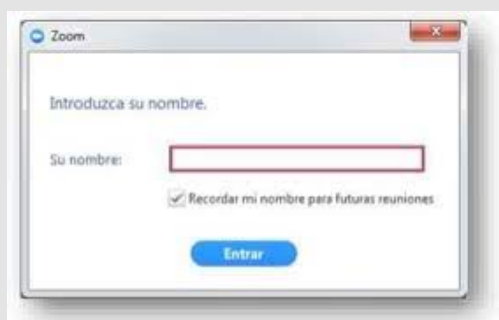 Zoom
Introduzca su nombre.
Su nombre:
Recordar mi nombre para futuras reuniones
Entrar